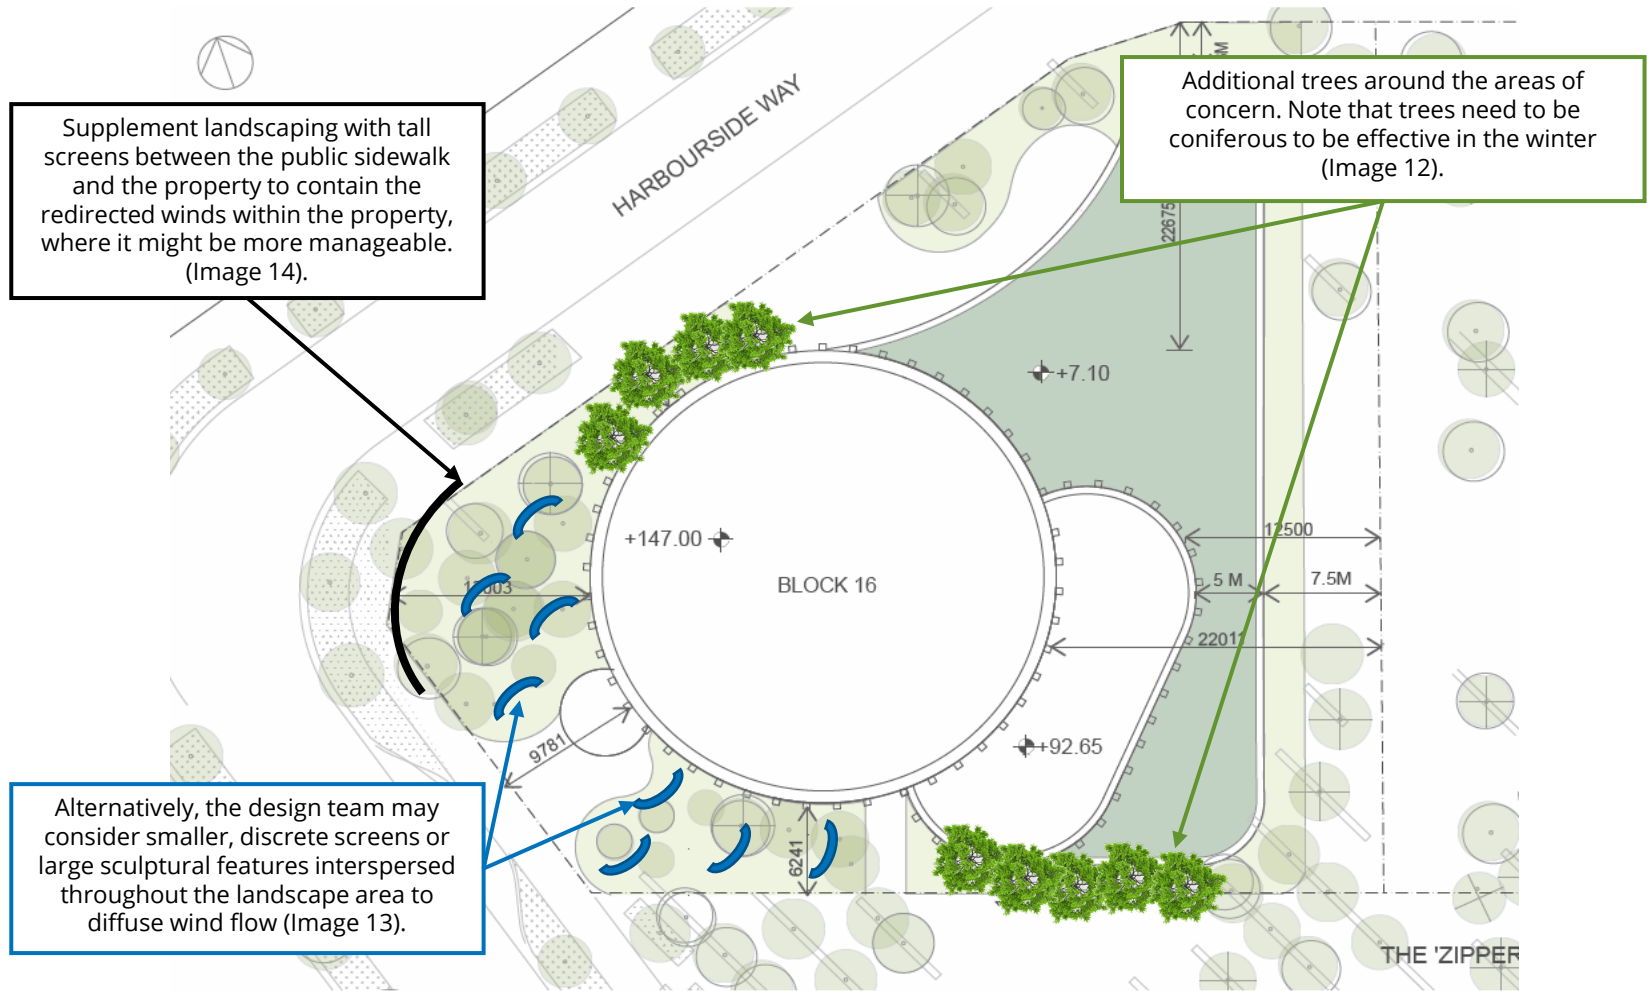 Supplement landscaping with tall
screens between the public sidewalk
and the property to contain the
redirected winds within the property,
where it might be more manageable.
(Image 14).
HARBOURSIDE WAY
Additional trees around the areas of
concern. Note that trees need to be
coniferous to be effective in the winter
(Image 12).
22675
+7.10
+147.00
BLOCK 16
12500
5 M
7.5M
22011
+92.65
9781
6241
Alternatively, the design team may
consider smaller, discrete screens or
large sculptural features interspersed
throughout the landscape area to
diffuse wind flow (Image 13).
THE 'ZIPPER